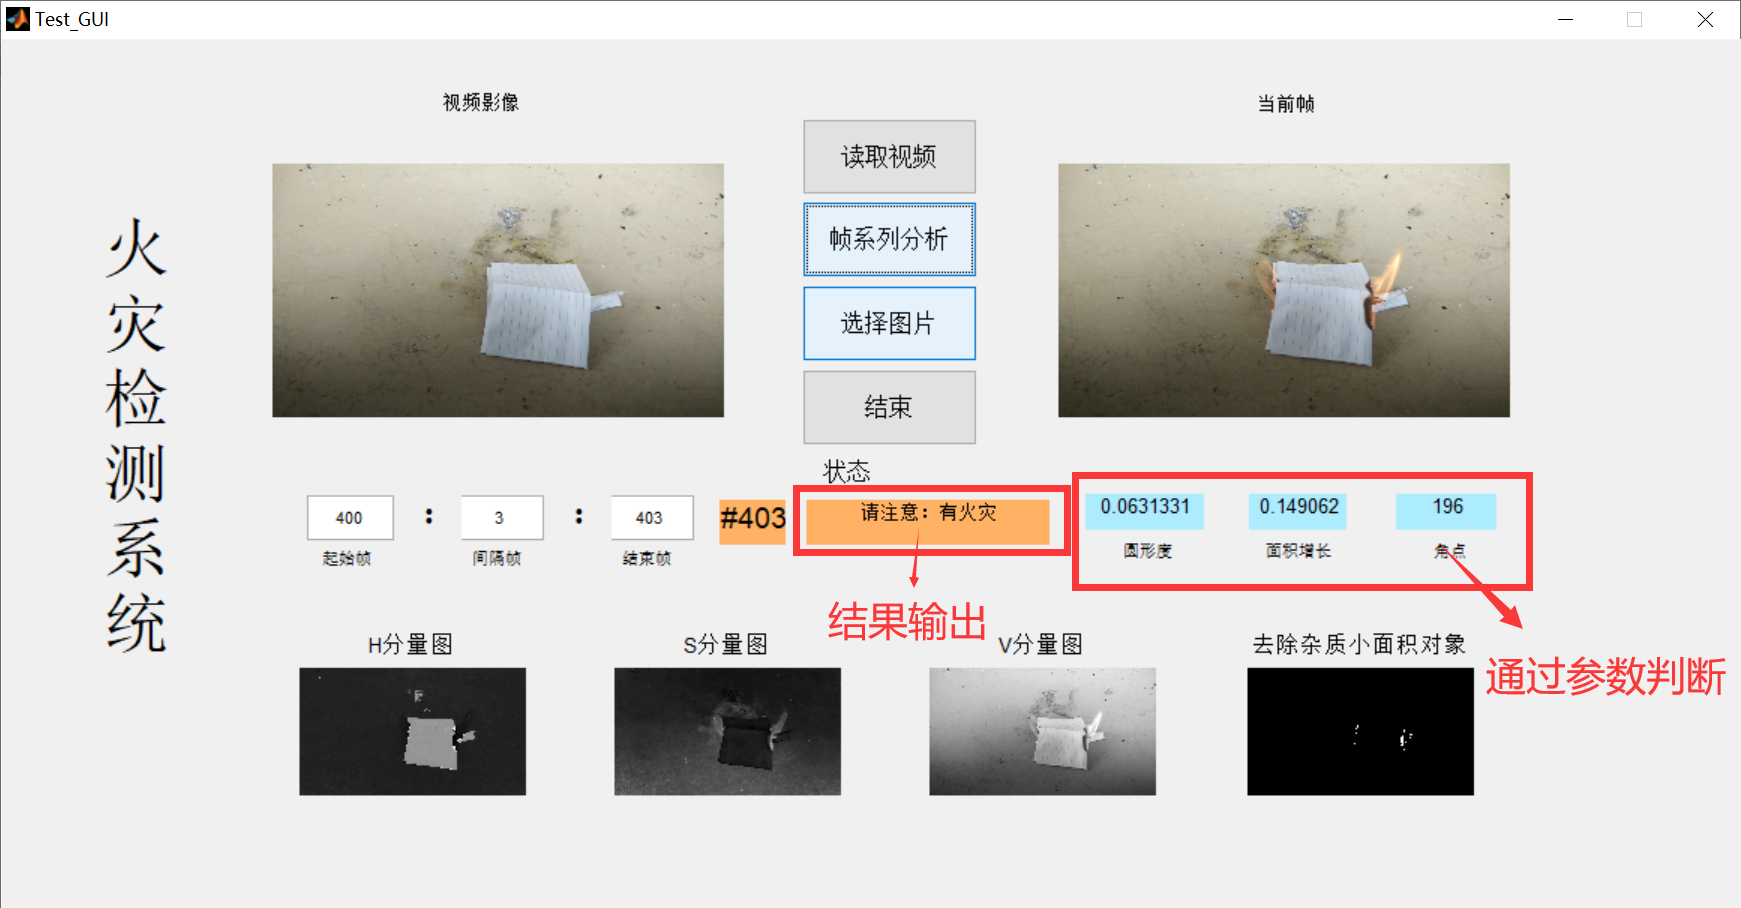 Test_GUI
视频影像
当前帧
读取视频
帧系列分析
选择图片
结束
火灾检测系统
状态
400 : 3 : 403
#403
请注意：有火灾
0.0631331 0.149062 196
起始帧 间隔帧 结束帧
圆形度 面积增长 角点
结果输出
通过参数判断
H分量图 S分量图 V分量图 去除杂质小面积对象